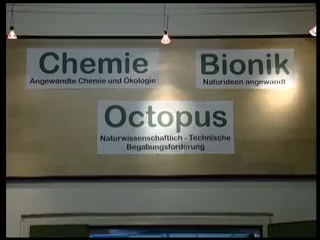 Chemie
Angewandte Chemie und Ökologie
Bionik
Naturideen angewandt
Octopus
Naturwissenschaftlich - Technische
Begabungsförderung